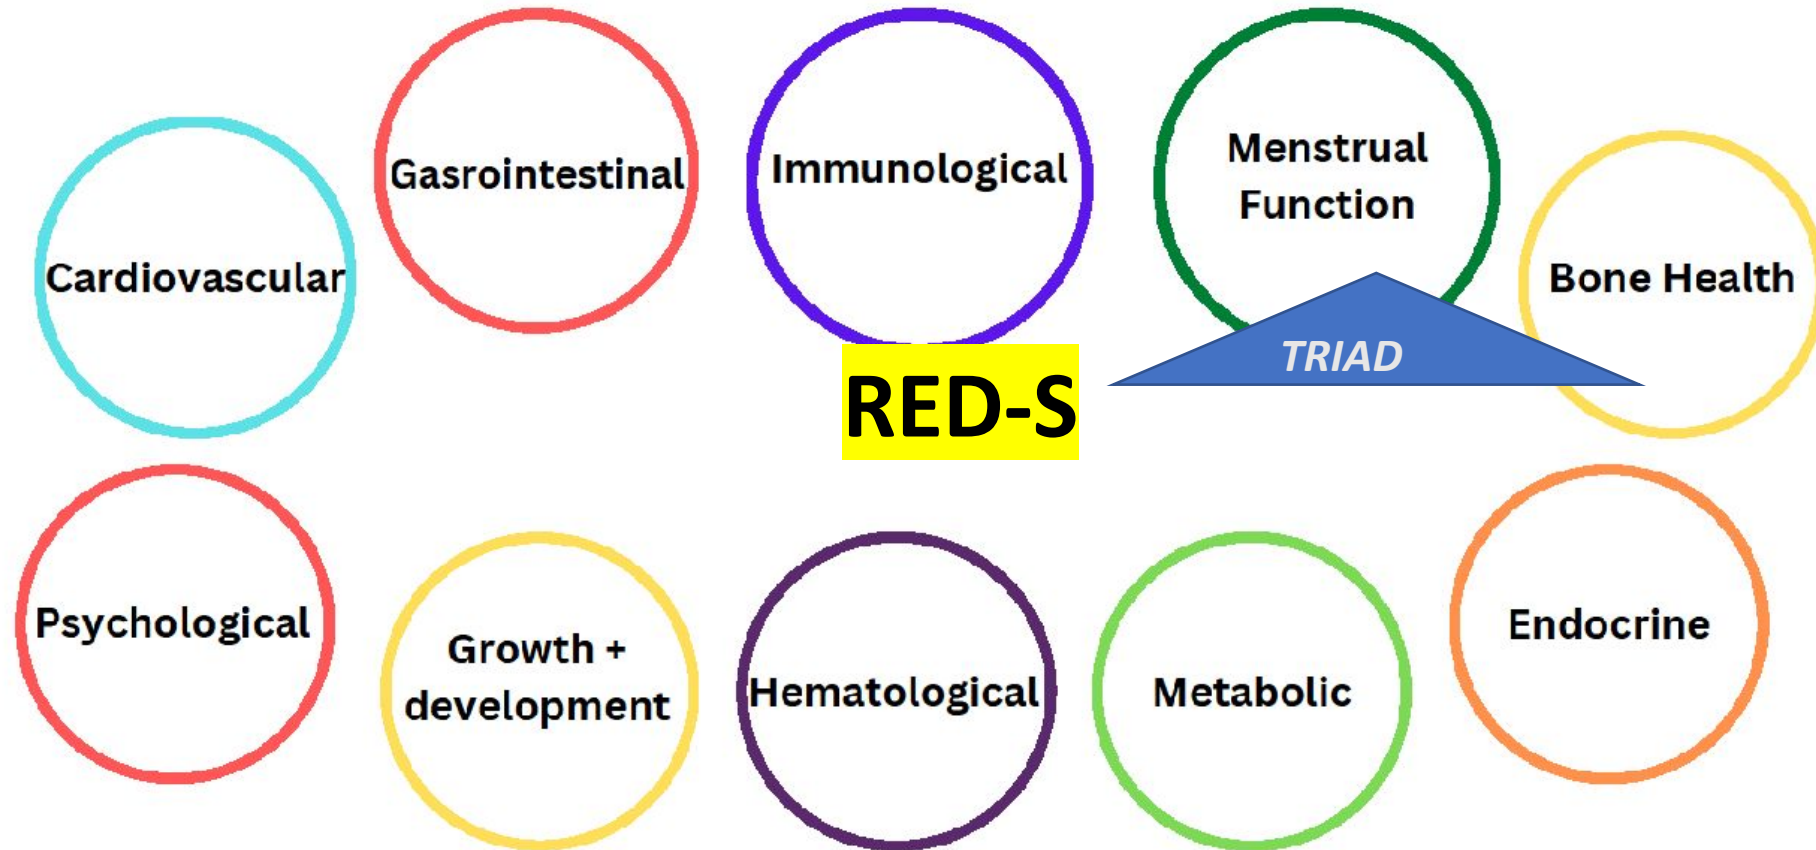 Gasrointestinal
Immunological
Menstrual
Function
Cardiovascular
Bone Health
TRIAD
RED-S
Psychological
Growth +
development
Hematological
Metabolic
Endocrine